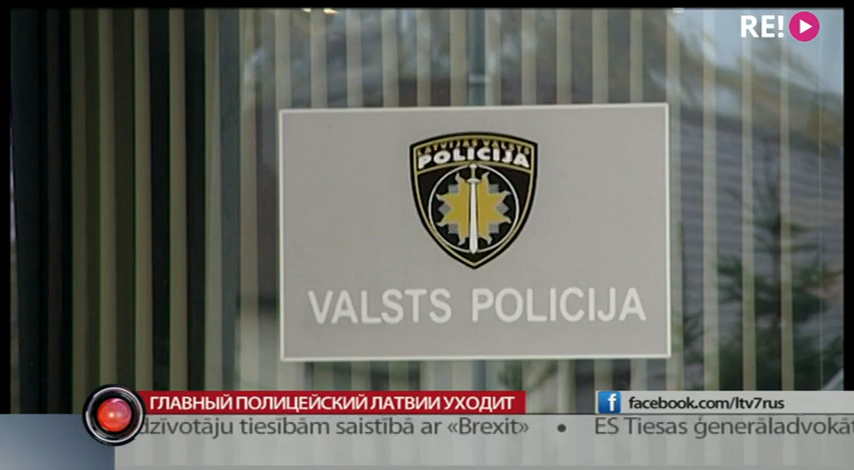 RE!
LATVIJAS VALSTS
POLICIJA
VALSTS POLICIJA
ГЛАВНЫЙ ПОЛИЦЕЙСКИЙ ЛАТВИИ УХОДИТ
facebook.com/ltv7rus
dzīvotāju tiesībām saistībā ar «Brexit» • ES Tiesas ģenerāladvokāt